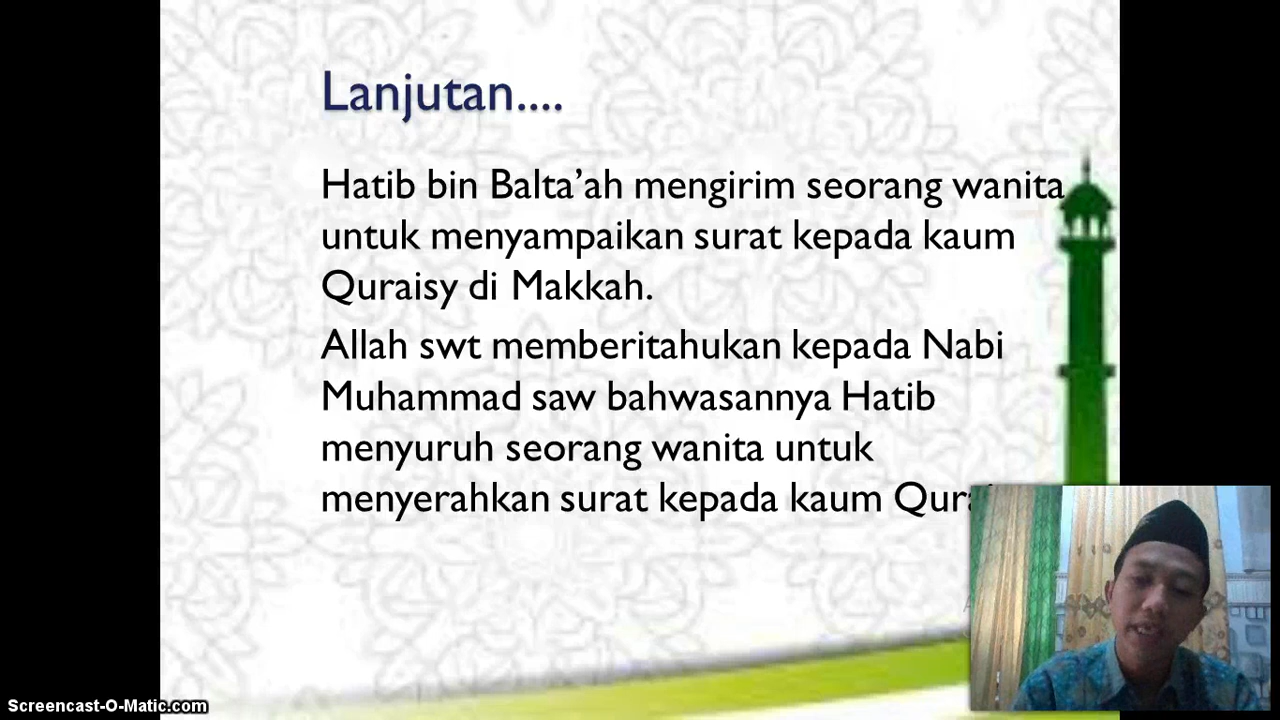 Lanjutan....
Hatib bin Balta’ah mengirim seorang wanita
untuk menyampaikan surat kepada kaum
Quraisy di Makkah.
Allah swt memberitahukan kepada Nabi
Muhammad saw bahwasannya Hatib
menyuruh seorang wanita untuk
menyerahkan surat kepada kaum
Screencast-O-Matic.com